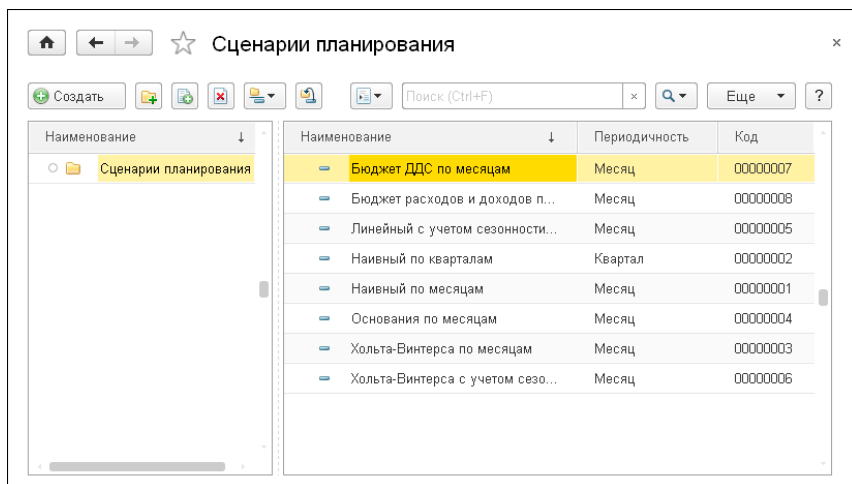 Сценарии планирования
Создать Поиск (Ctrl+F) Еще ?
Наименование Наименование Периодичность Код
Сценарии планирования Бюджет ДДС по месяцам Месяц 00000007
Бюджет расходов и доходов п... Месяц 00000008
Линейный с учетом сезонности... Месяц 00000005
Наивный по кварталам Квартал 00000002
Наивный по месяцам Месяц 00000001
Основания по месяцам Месяц 00000004
Хольта-Винтерса по месяцам Месяц 00000003
Хольта-Винтерса с учетом сезо... Месяц 00000006